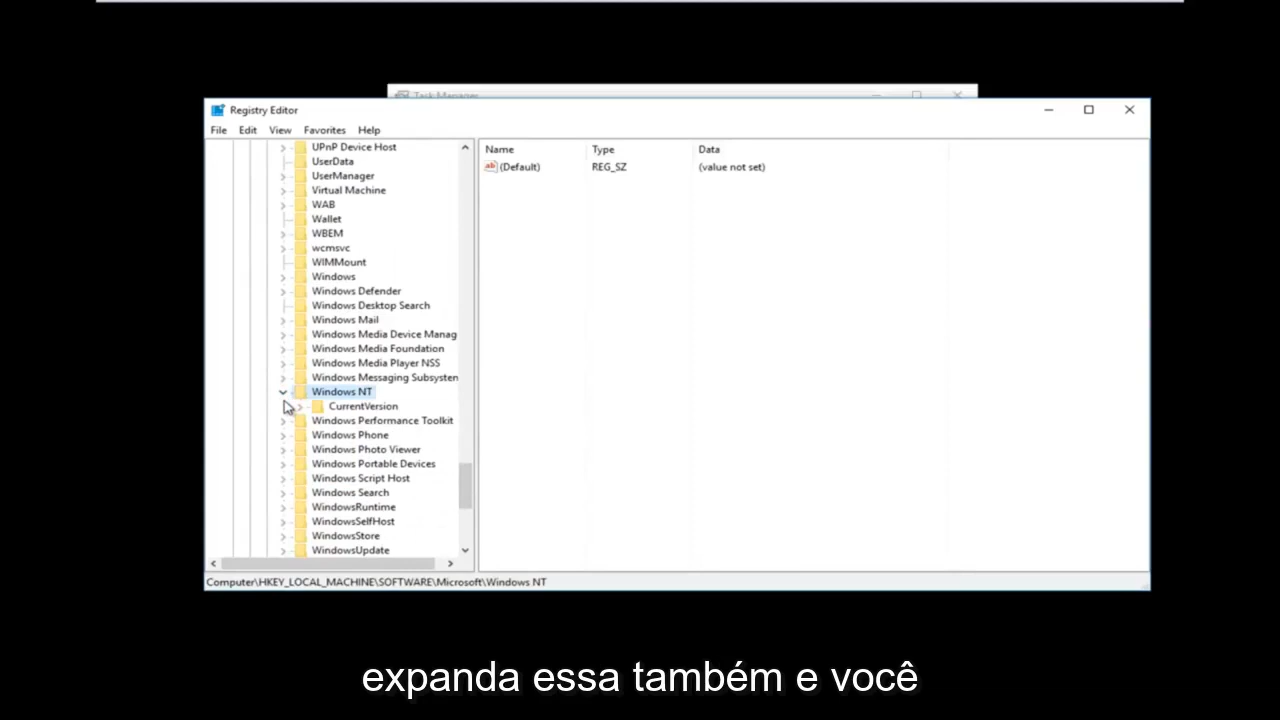 Task Manager
Registry Editor
File Edit View Favorites Help
UPnP Device Host
UserData
UserManager
Virtual Machine
WAB
Wallet
WBEM
wcmsvc
WIMMount
Windows
Windows Defender
Windows Desktop Search
Windows Mail
Windows Media Device Manag
Windows Media Foundation
Windows Media Player NSS
Windows Messaging Subsysten
Windows NT
CurrentVersion
Windows Performance Toolkit
Windows Phone
Windows Photo Viewer
Windows Portable Devices
Windows Script Host
Windows Search
WindowsRuntime
WindowsSelfHost
WindowsStore
WindowsUpdate
Name Type Data
ab (Default) REG_SZ (value not set)
Computer\HKEY_LOCAL_MACHINE\SOFTWARE\Microsoft\Windows NT
expanda essa também e você